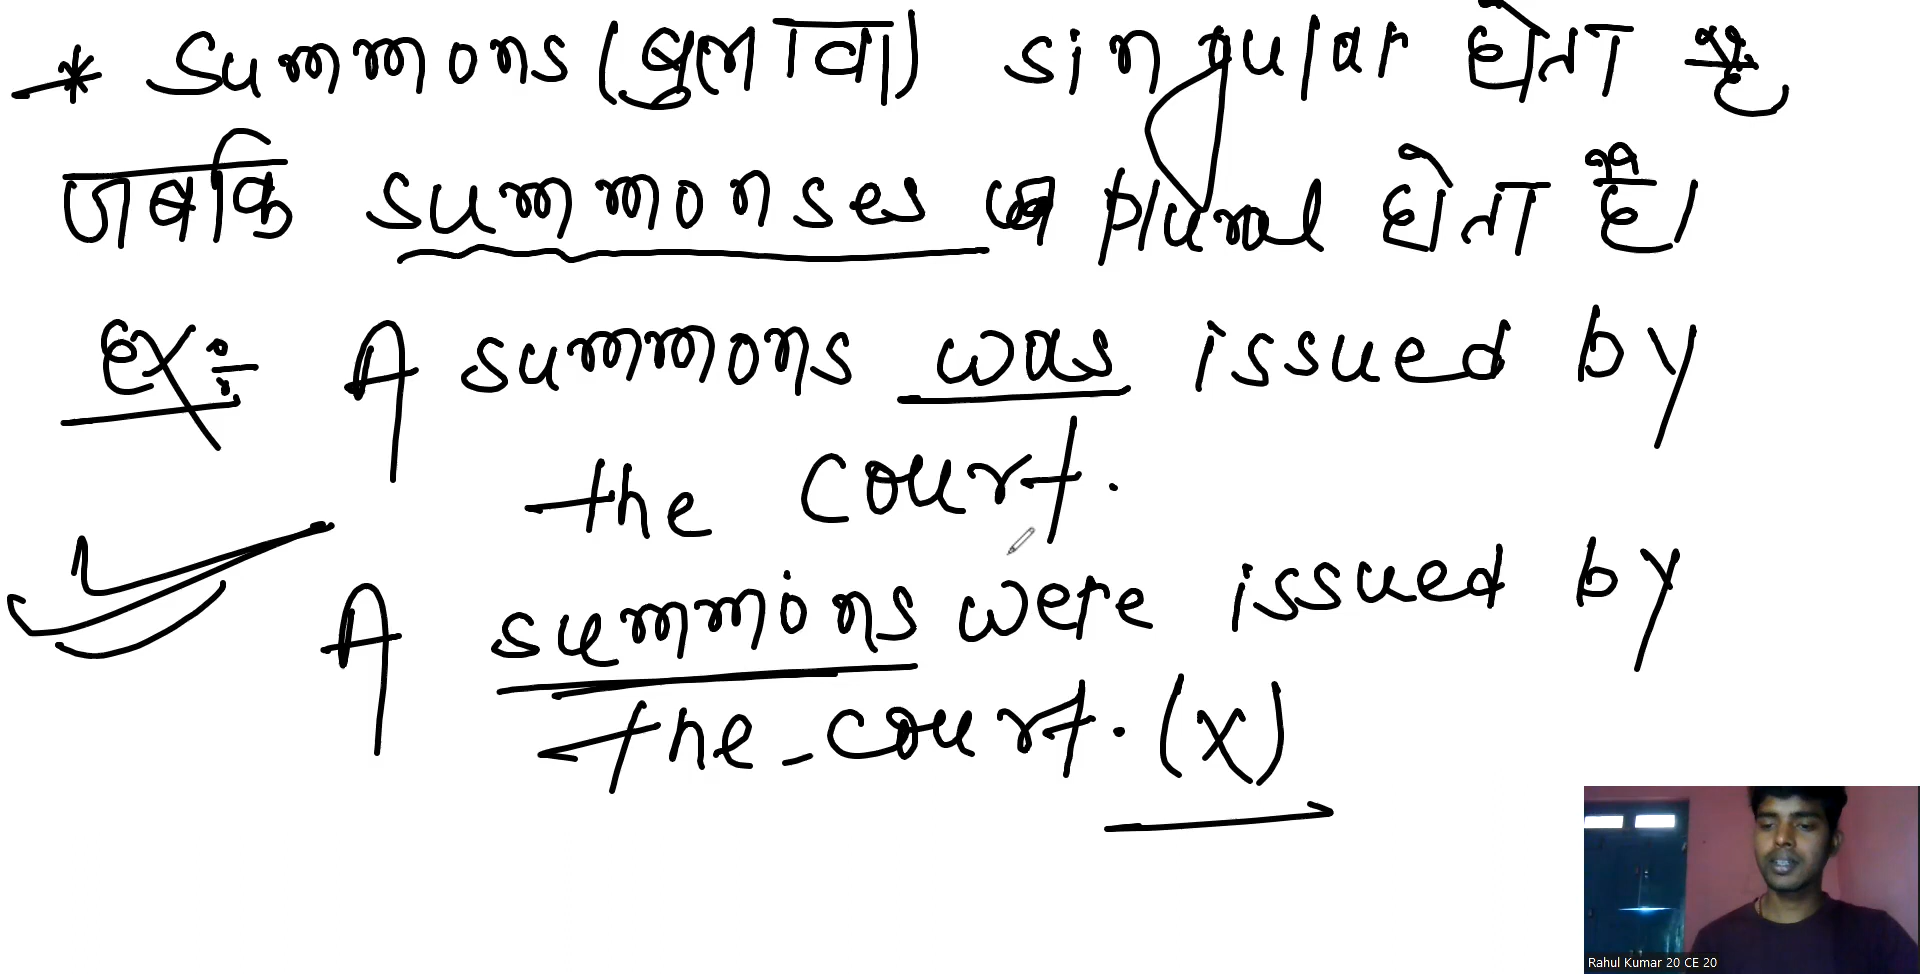 * Summons (बुलावा) singular होता है
जबकि summonses plural होता है।
Ex:- A summons was issued by
the court.
A summons were issued by
the court. (x)
Rahul Kumar 20 CE 20